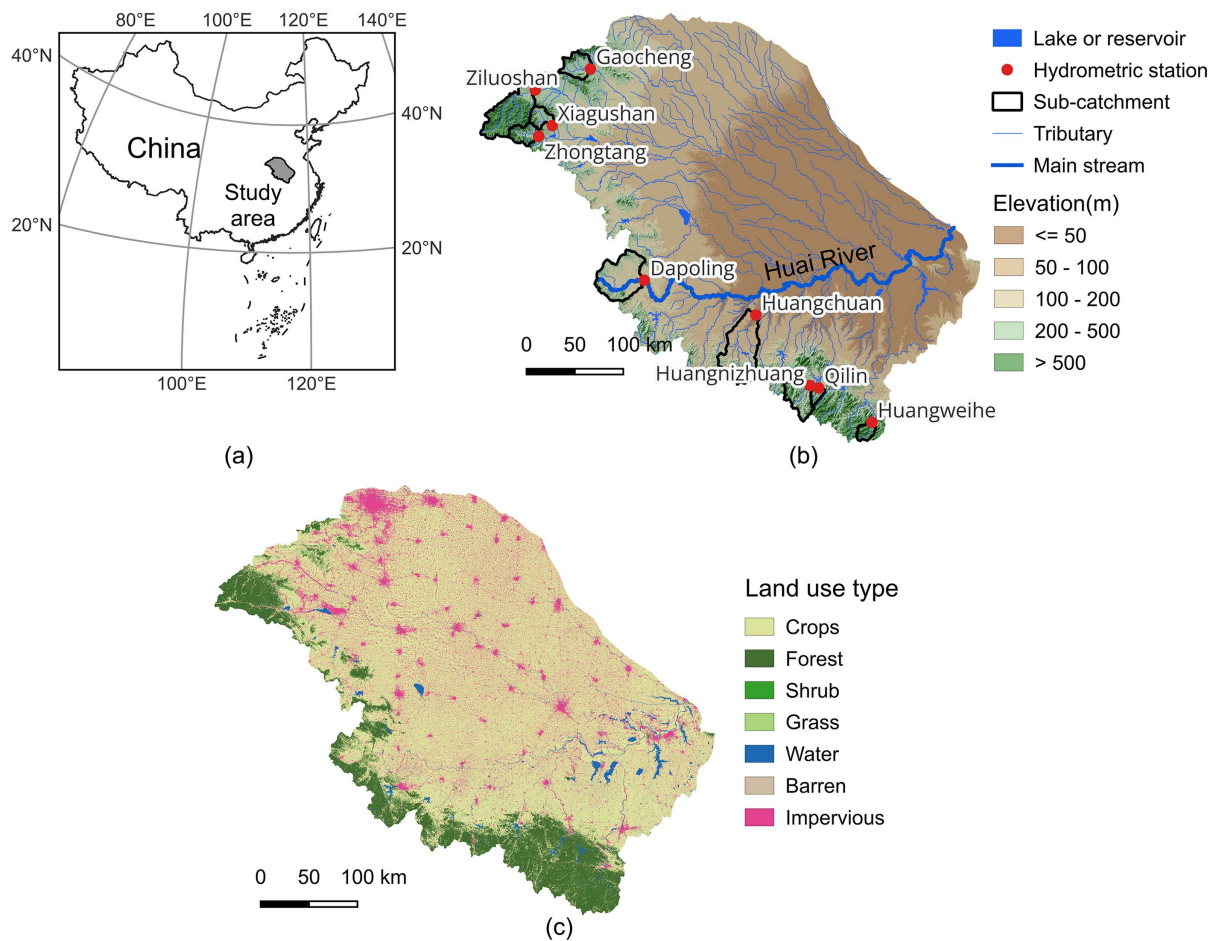 80°E 100°E 120°E 140°E
40°N
40°N
China
Study
area
20°N
20°N
100°E 120°E
(a)
Gaocheng
Ziluoshan
Xiagushan
Zhongtang
Dapoling
Huai River
Huangchuan
0 50 100 km
Huangnizhuang
Qilin
Huangweihe
(b)
Lake or reservoir
Hydrometric station
Sub-catchment
Tributary
Main stream
Elevation(m)
<= 50
50 - 100
100 - 200
200 - 500
> 500
Land use type
Crops
Forest
Shrub
Grass
Water
Barren
Impervious
0 50 100 km
(c)